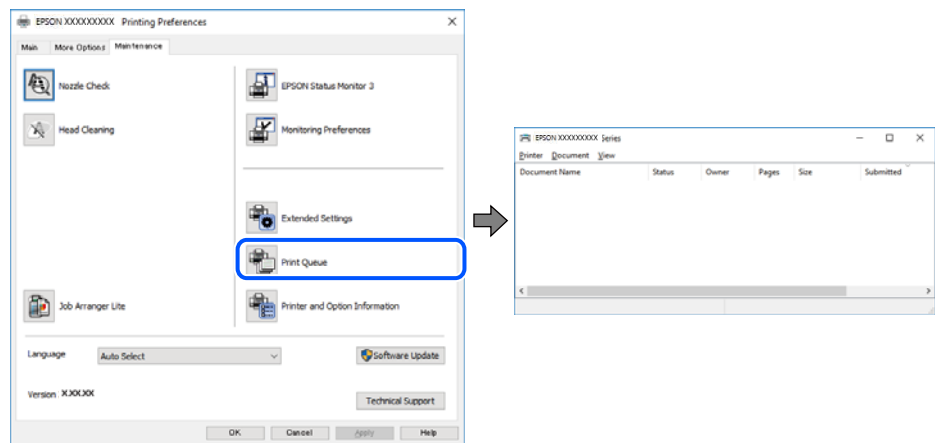 EPSON XXXXXXXXX Printing Preferences
Main More Options Maintenance
Nozzle Check
EPSON Status Monitor 3
Head Cleaning
Monitoring Preferences
Extended Settings
Print Queue
Job Arranger Lite
Printer and Option Information
Language Auto Select
Software Update
Version X.XX.XX
Technical Support
OK Cancel Apply Help
EPSON XXXXXXXXX Series
Printer Document View
Document Name Status Owner Pages Size Submitted